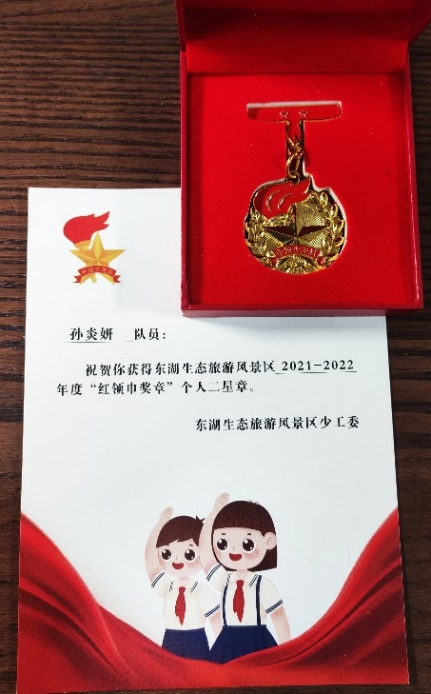 孙炎妍 队员：
祝贺你获得东湖生态旅游风景区 2021-2022
年度“红领巾奖章”个人二星章。
东湖生态旅游风景区少工委